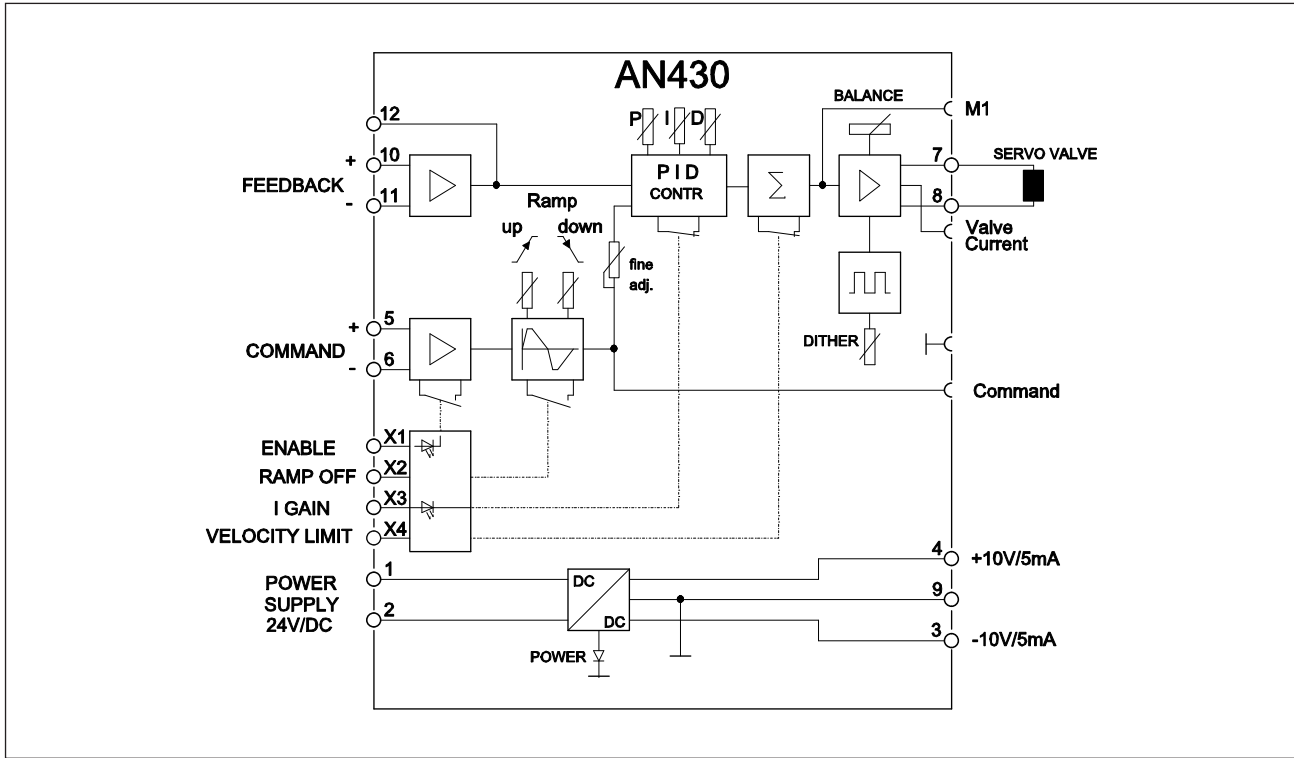 AN430
12
+ 10
FEEDBACK
- 11
P I D
P I D
CONTR
Σ
BALANCE
M1
7
SERVO VALVE
8
Valve
Current
Ramp
up down
fine
adj.
+ 5
COMMAND
- 6
DITHER
Command
ENABLE X1
RAMP OFF X2
I GAIN X3
VELOCITY LIMIT X4
POWER
SUPPLY
24V/DC
1
2
DC
DC
POWER
4 +10V/5mA
9
3 -10V/5mA